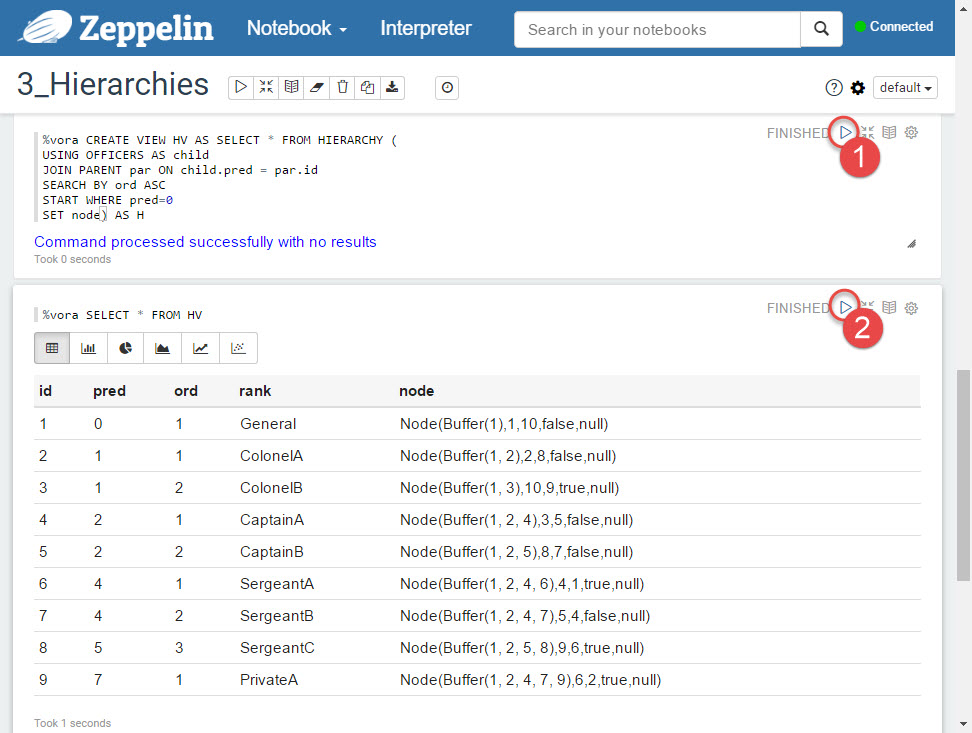 Zeppelin Notebook Interpreter Search in your notebooks Connected
3_Hierarchies ? default
%vora CREATE VIEW HV AS SELECT * FROM HIERARCHY ( FINISHED
1
USING OFFICERS AS child
JOIN PARENT par ON child.pred = par.id
SEARCH BY ord ASC
START WHERE pred=0
SET node) AS H
Command processed successfully with no results
Took 0 seconds
%vora SELECT * FROM HV FINISHED
2
id pred ord rank node
1 0 1 General Node(Buffer(1),1,10,false,null)
2 1 1 ColonelA Node(Buffer(1, 2),2,8,false,null)
3 1 2 ColonelB Node(Buffer(1, 3),10,9,true,null)
4 2 1 CaptainA Node(Buffer(1, 2, 4),3,5,false,null)
5 2 2 CaptainB Node(Buffer(1, 2, 5),8,7,false,null)
6 4 1 SergeantA Node(Buffer(1, 2, 4, 6),4,1,true,null)
7 4 2 SergeantB Node(Buffer(1, 2, 4, 7),5,4,false,null)
8 5 3 SergeantC Node(Buffer(1, 2, 5, 8),9,6,true,null)
9 7 1 PrivateA Node(Buffer(1, 2, 4, 7, 9),6,2,true,null)
Took 1 seconds